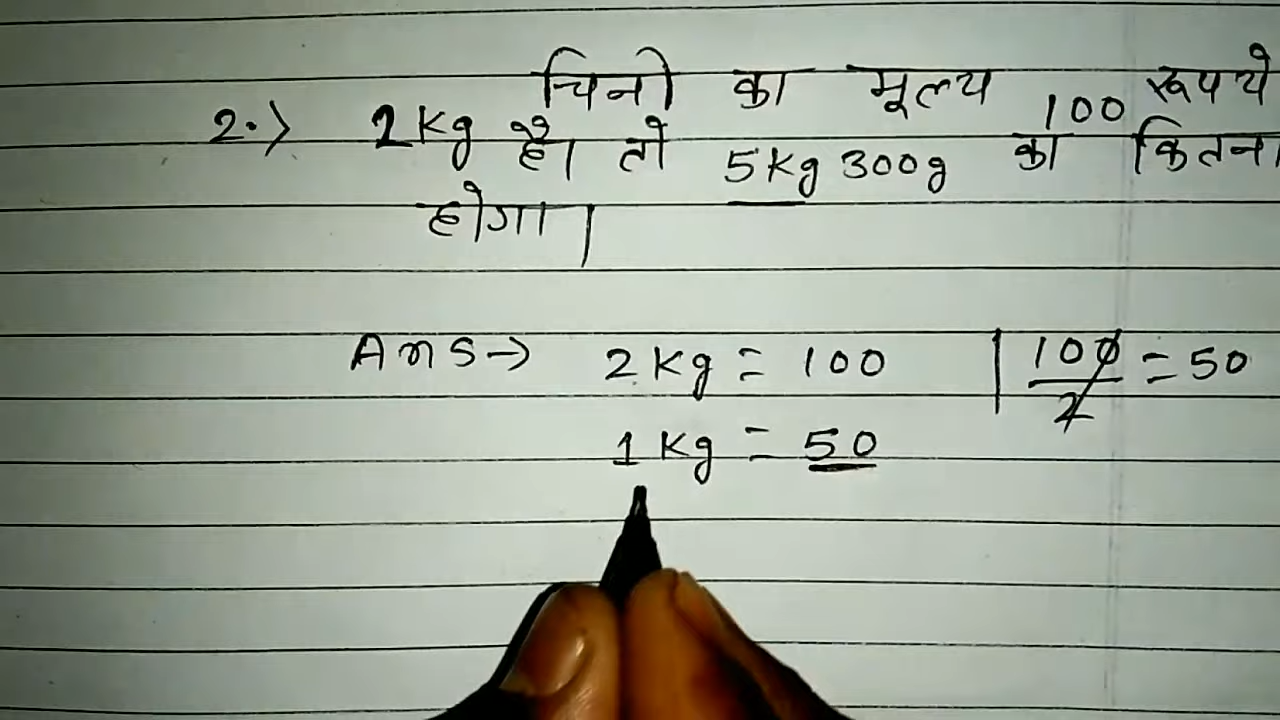 2.> 2Kg चिनी का मूल्य 100 रूपये
है। तो 5Kg 300g का कितना
होगा।
Ans→ 2Kg = 100 | 100/2 = 50
1Kg = 50